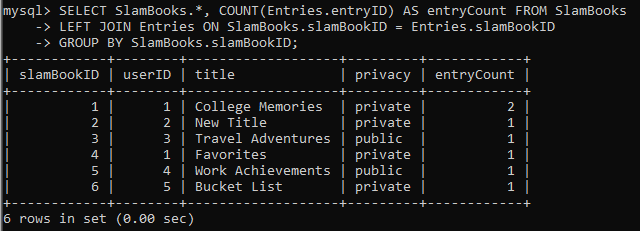 mysql> SELECT SlamBooks.*, COUNT(Entries.entryID) AS entryCount FROM SlamBooks
    -> LEFT JOIN Entries ON SlamBooks.slamBookID = Entries.slamBookID
    -> GROUP BY SlamBooks.slamBookID;
+------------+--------+-------------------+---------+------------+
| slamBookID | userID | title             | privacy | entryCount |
+------------+--------+-------------------+---------+------------+
|          1 |      1 | College Memories  | private |          2 |
|          2 |      2 | New Title         | private |          1 |
|          3 |      3 | Travel Adventures | public  |          1 |
|          4 |      1 | Favorites         | private |          1 |
|          5 |      4 | Work Achievements | public  |          1 |
|          6 |      5 | Bucket List       | private |          1 |
+------------+--------+-------------------+---------+------------+
6 rows in set (0.00 sec)